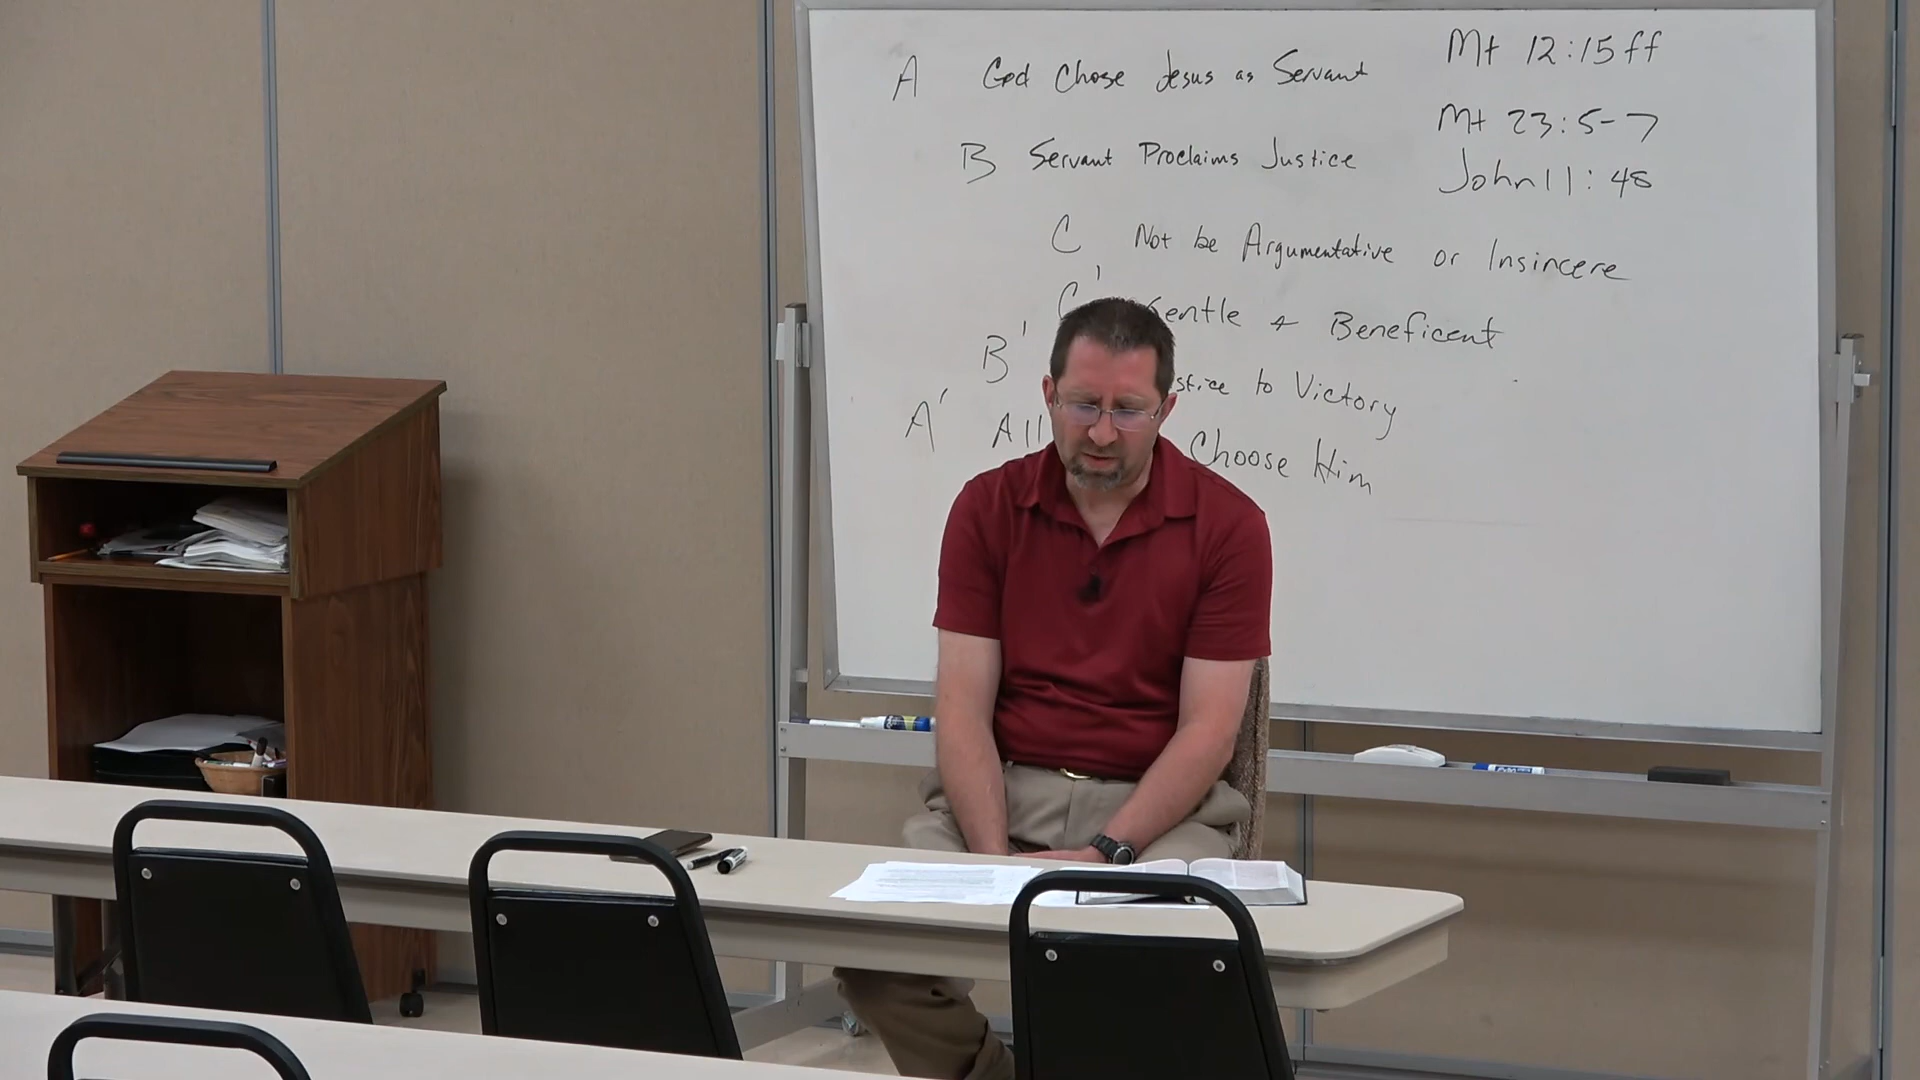 A God Chose Jesus as Servant
B Servant Proclaims Justice
C Not be Argumentative or Insincere
C' Gentle & Beneficent
B' stice to Victory
A' All Choose Him
Mt 12:15ff
Mt 23:5-7
John 11:48